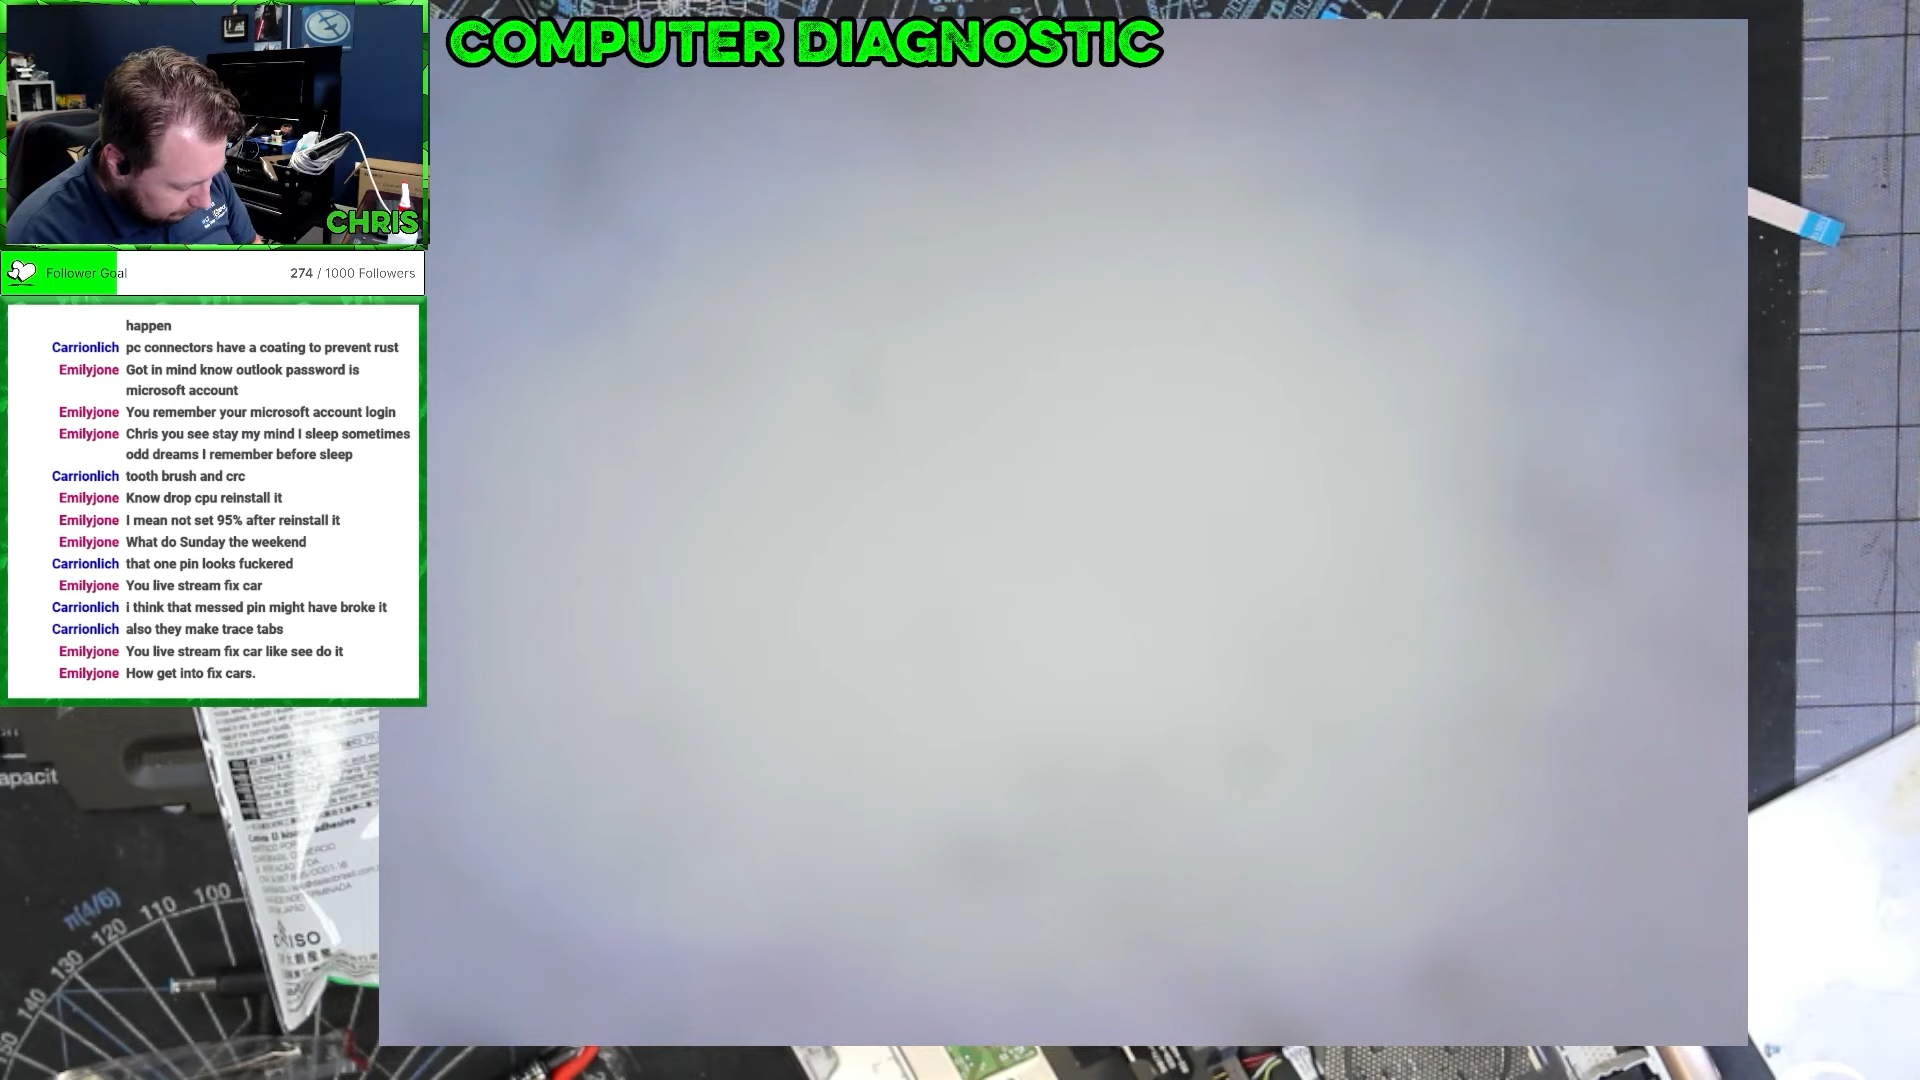 COMPUTER DIAGNOSTIC
CHRIS
Follower Goal
274 / 1000 Followers
happen
Carrionlich pc connectors have a coating to prevent rust
Emilyjone Got in mind know outlook password is
microsoft account
Emilyjone You remember your microsoft account login
Emilyjone Chris you see stay my mind I sleep sometimes
odd dreams I remember before sleep
Carrionlich tooth brush and crc
Emilyjone Know drop cpu reinstall it
Emilyjone I mean not set 95% after reinstall it
Emilyjone What do Sunday the weekend
Carrionlich that one pin looks fuckered
Emilyjone You live stream fix car
Carrionlich i think that messed pin might have broke it
Carrionlich also they make trace tabs
Emilyjone You live stream fix car like see do it
Emilyjone How get into fix cars.
apacit
π(4/6)
100
110
120
130
140